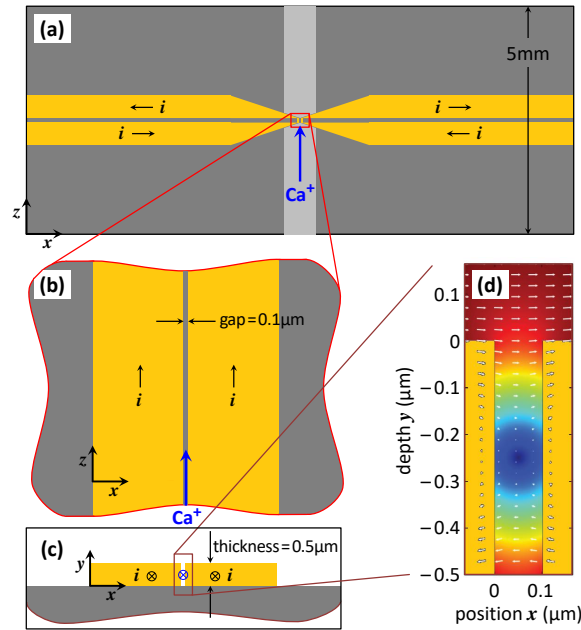 (a)
5mm
← i
i →
i →
← i
Ca⁺
z
x
(b)
gap=0.1μm
i
i
z
x
Ca⁺
(c)
thickness=0.5μm
y
x
i ⊗
⊗
⊗ i
(d)
0.1
0
−0.1
−0.2
−0.3
−0.4
−0.5
depth y (μm)
0
0.1
position x (μm)